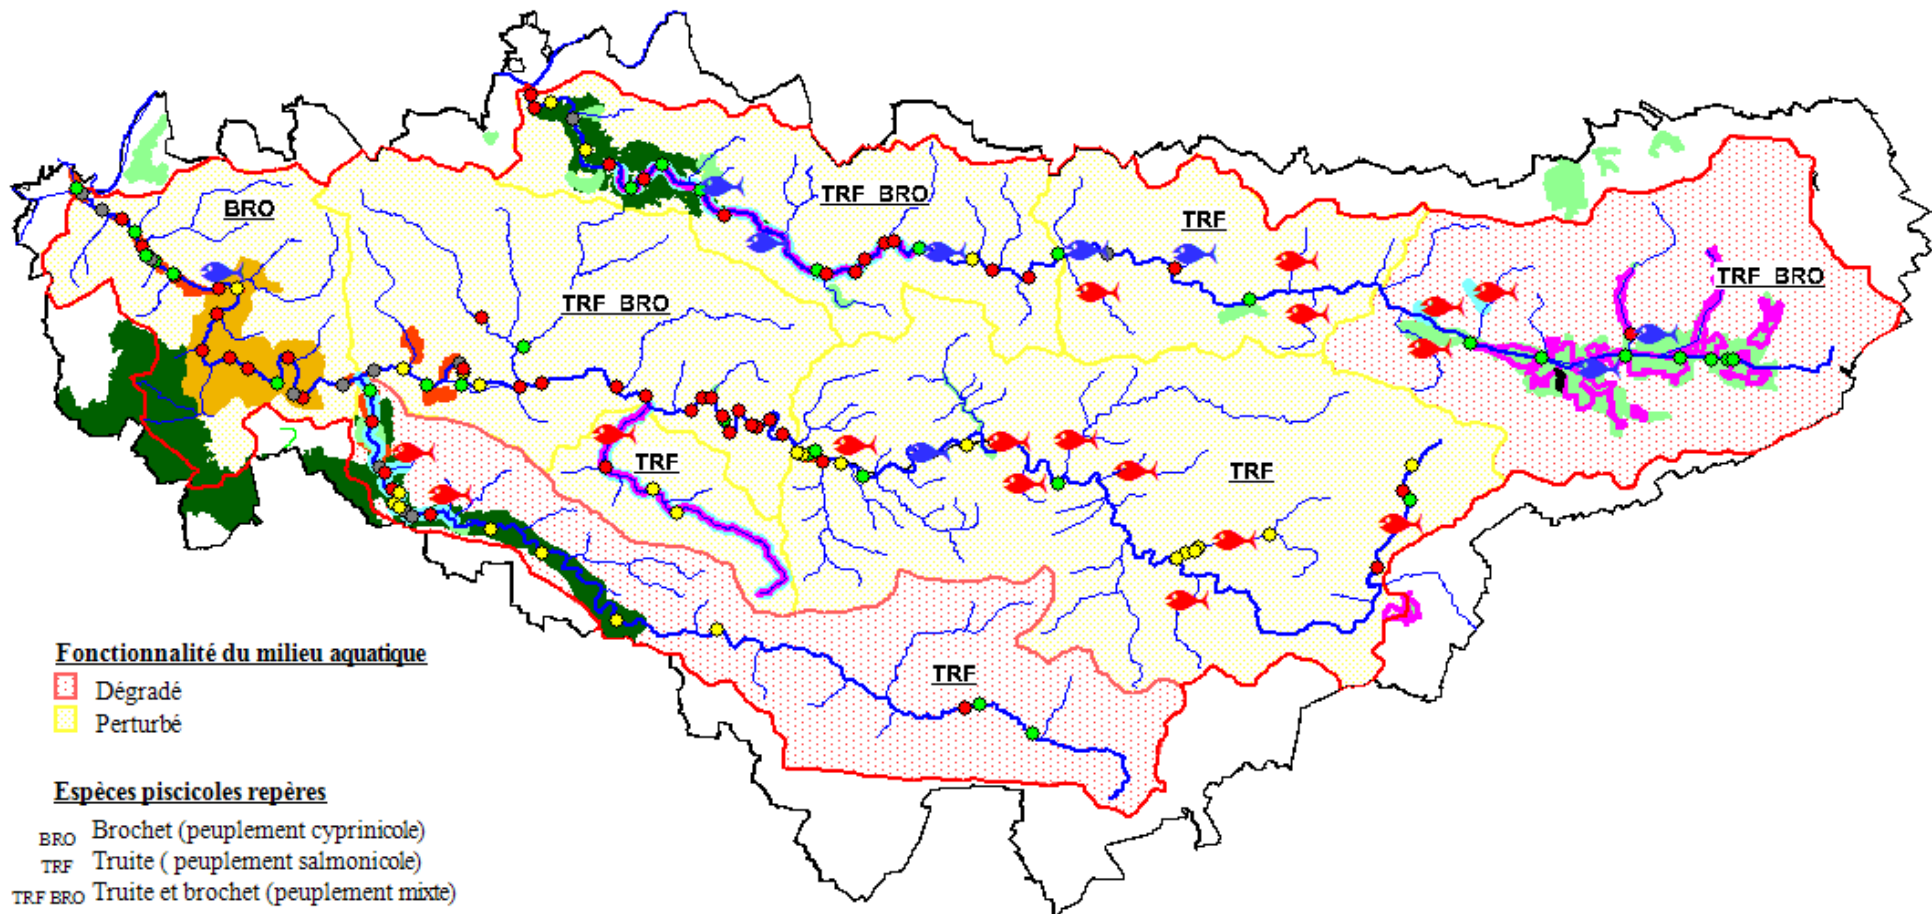 BRO
TRF BRO
TRF
TRF BRO
TRF BRO
TRF
TRF
TRF
Fonctionnalité du milieu aquatique
Dégradé
Perturbé
Espèces piscicoles repères
BRO Brochet (peuplement cyprinicole)
TRF Truite ( peuplement salmonicole)
TRF BRO Truite et brochet (peuplement mixte)